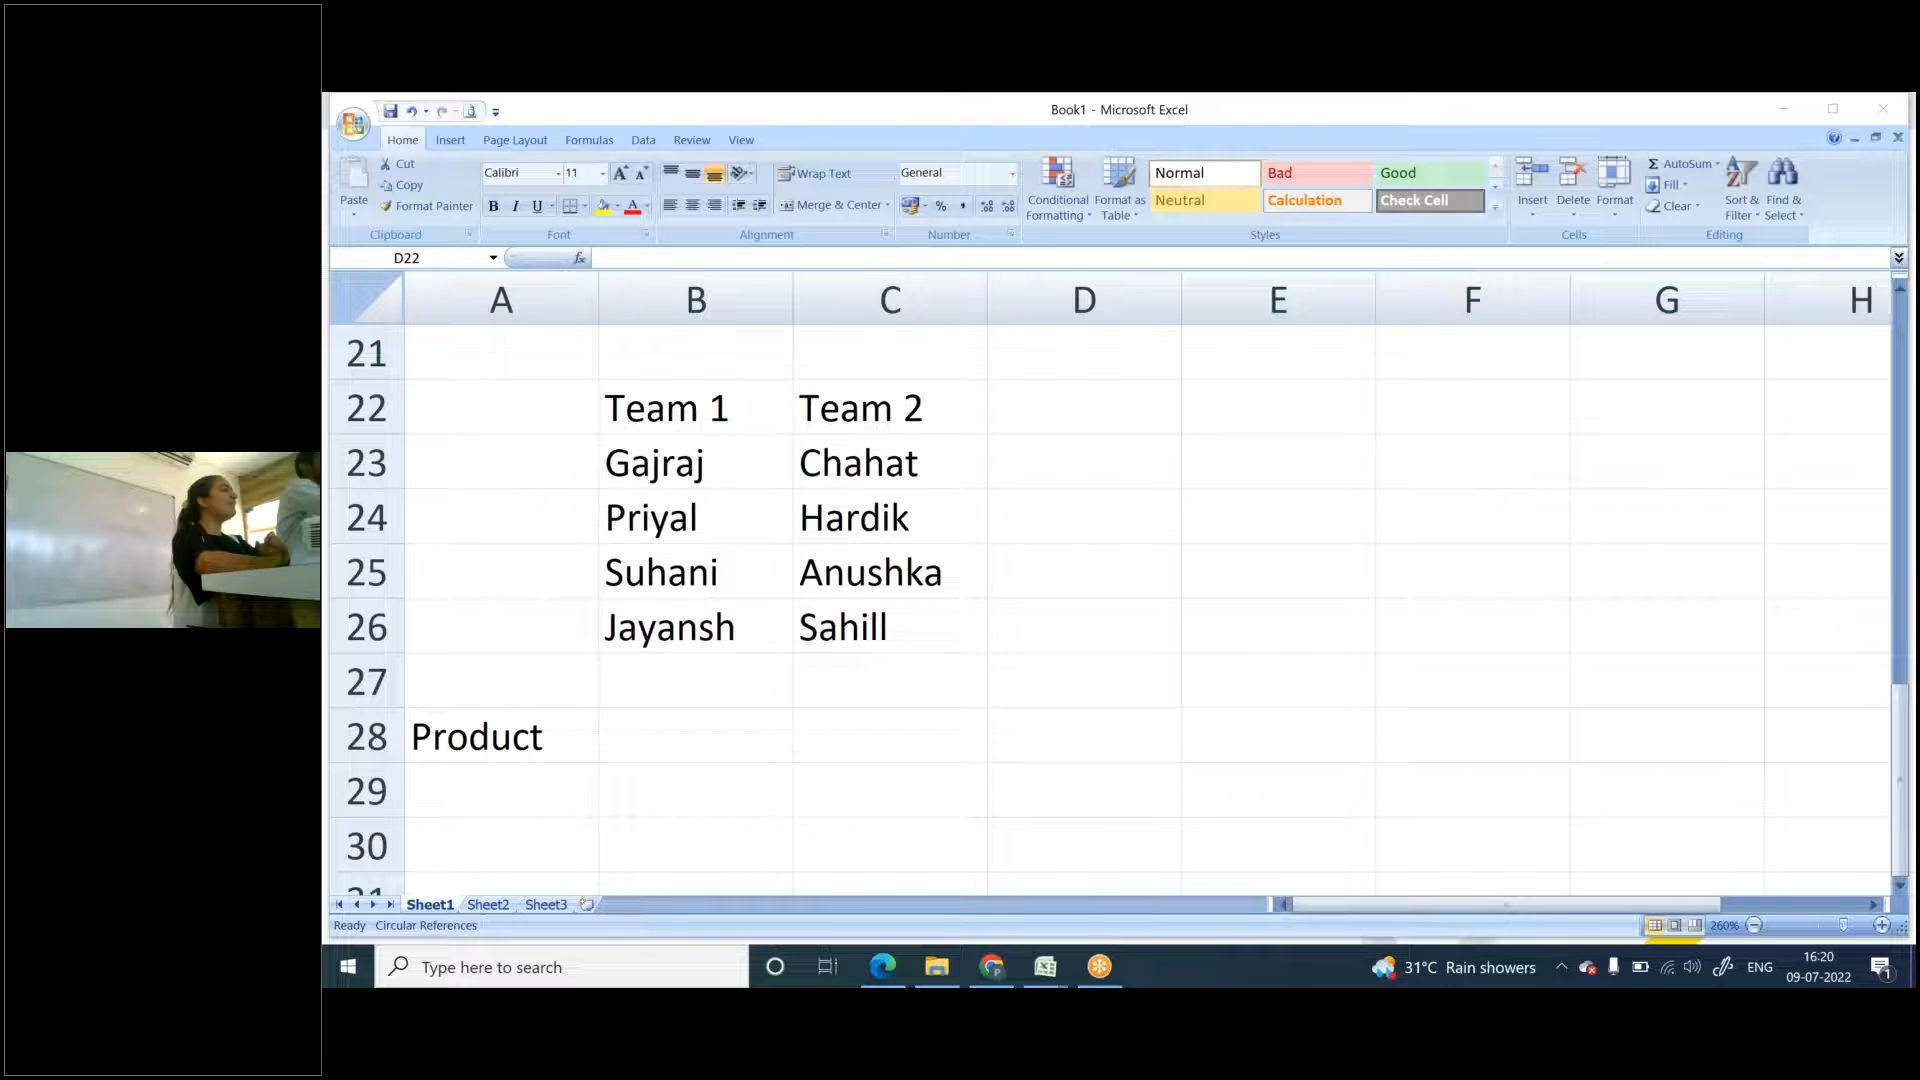 Book1 - Microsoft Excel
Home Insert Page Layout Formulas Data Review View
Cut
Copy
Format Painter
Paste
Calibri 11
B I U
Wrap Text
Merge & Center
General
Conditional Formatting
Format as Table
Normal Bad Good
Neutral Calculation Check Cell
Insert Delete Format
AutoSum
Fill
Clear
Sort & Filter
Find & Select
Clipboard Font Alignment Number Styles Cells Editing
D22 fx
A B C D E F G H
21
22 Team 1 Team 2
23 Gajraj Chahat
24 Priyal Hardik
25 Suhani Anushka
26 Jayansh Sahill
27
28 Product
29
30
31
Sheet1 Sheet2 Sheet3
Ready Circular References 260%
Type here to search
31°C Rain showers ENG 16:20
09-07-2022
1